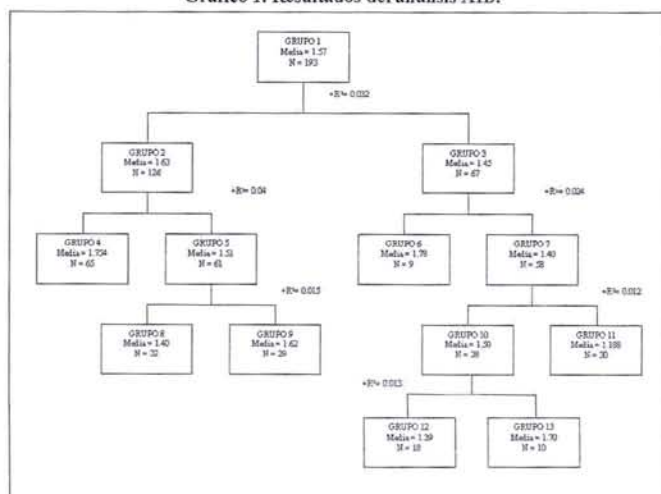 Gráfico 1. Resultados del análisis AID.
GRUPO 1
Media = 1.57
N = 193
+R²= 0.032
GRUPO 2
Media = 1.63
N = 126
GRUPO 3
Media = 1.45
N = 67
+R²= 0.04
+R²= 0.024
GRUPO 4
Media = 1.754
N = 65
GRUPO 5
Media = 1.51
N = 61
GRUPO 6
Media = 1.78
N = 9
GRUPO 7
Media = 1.40
N = 58
+R²= 0.015
+R²= 0.012
GRUPO 8
Media = 1.40
N = 32
GRUPO 9
Media = 1.62
N = 29
GRUPO 10
Media = 1.50
N = 28
GRUPO 11
Media = 1.188
N = 30
+R²= 0.013
GRUPO 12
Media = 1.39
N = 18
GRUPO 13
Media = 1.70
N = 10